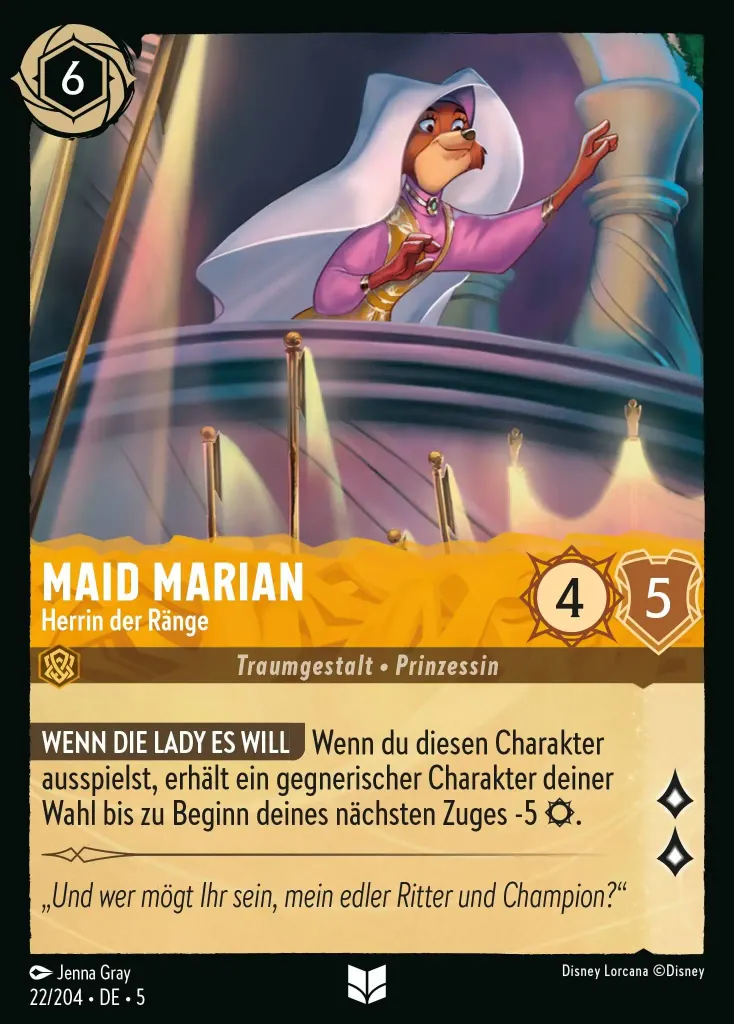 6
MAID MARIAN
Herrin der Ränge
4
5
Traumgestalt • Prinzessin
WENN DIE LADY ES WILL Wenn du diesen Charakter
ausspielst, erhält ein gegnerischer Charakter deiner
Wahl bis zu Beginn deines nächsten Zuges -5 .
„Und wer mögt Ihr sein, mein edler Ritter und Champion?“
Jenna Gray
Disney Lorcana ©Disney
22/204 • DE • 5